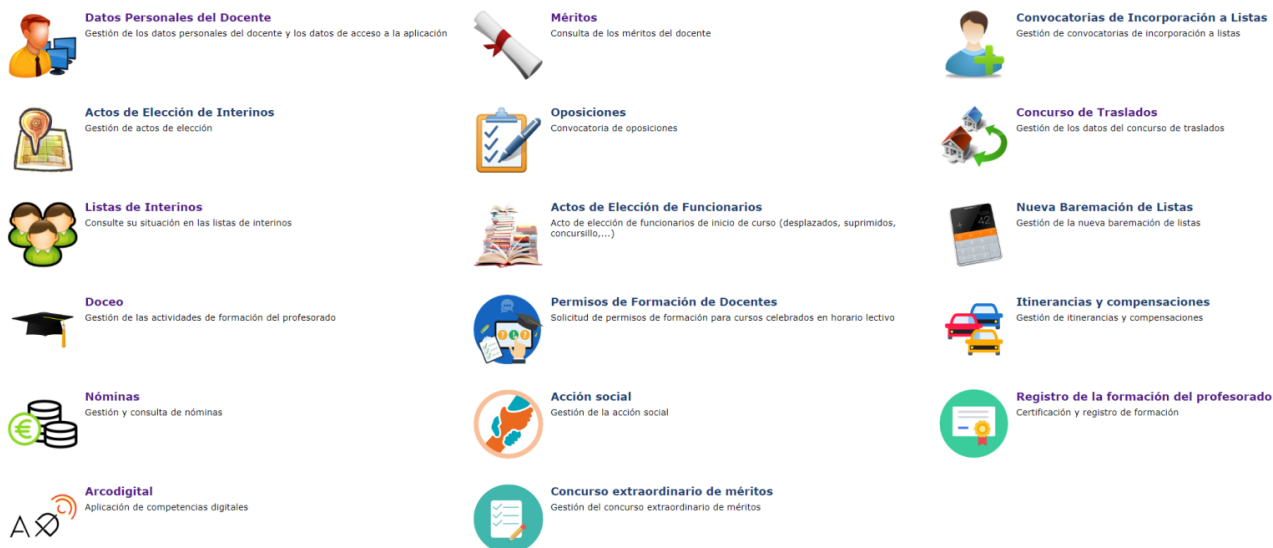 Datos Personales del Docente
Gestión de los datos personales del docente y los datos de acceso a la aplicación
Méritos
Consulta de los méritos del docente
Convocatorias de Incorporación a Listas
Gestión de convocatorias de incorporación a listas
Actos de Elección de Interinos
Gestión de actos de elección
Oposiciones
Convocatoria de oposiciones
Concurso de Traslados
Gestión de los datos del concurso de traslados
Listas de Interinos
Consulte su situación en las listas de interinos
Actos de Elección de Funcionarios
Acto de elección de funcionarios de inicio de curso (desplazados, suprimidos,
concursillo,...)
Nueva Baremación de Listas
Gestión de la nueva baremación de listas
42
Doceo
Gestión de las actividades de formación del profesorado
Permisos de Formación de Docentes
Solicitud de permisos de formación para cursos celebrados en horario lectivo
Itinerancias y compensaciones
Gestión de itinerancias y compensaciones
Nóminas
Gestión y consulta de nóminas
€
Acción social
Gestión de la acción social
Registro de la formación del profesorado
Certificación y registro de formación
Arcodigital
Aplicación de competencias digitales
Concurso extraordinario de méritos
Gestión del concurso extraordinario de méritos